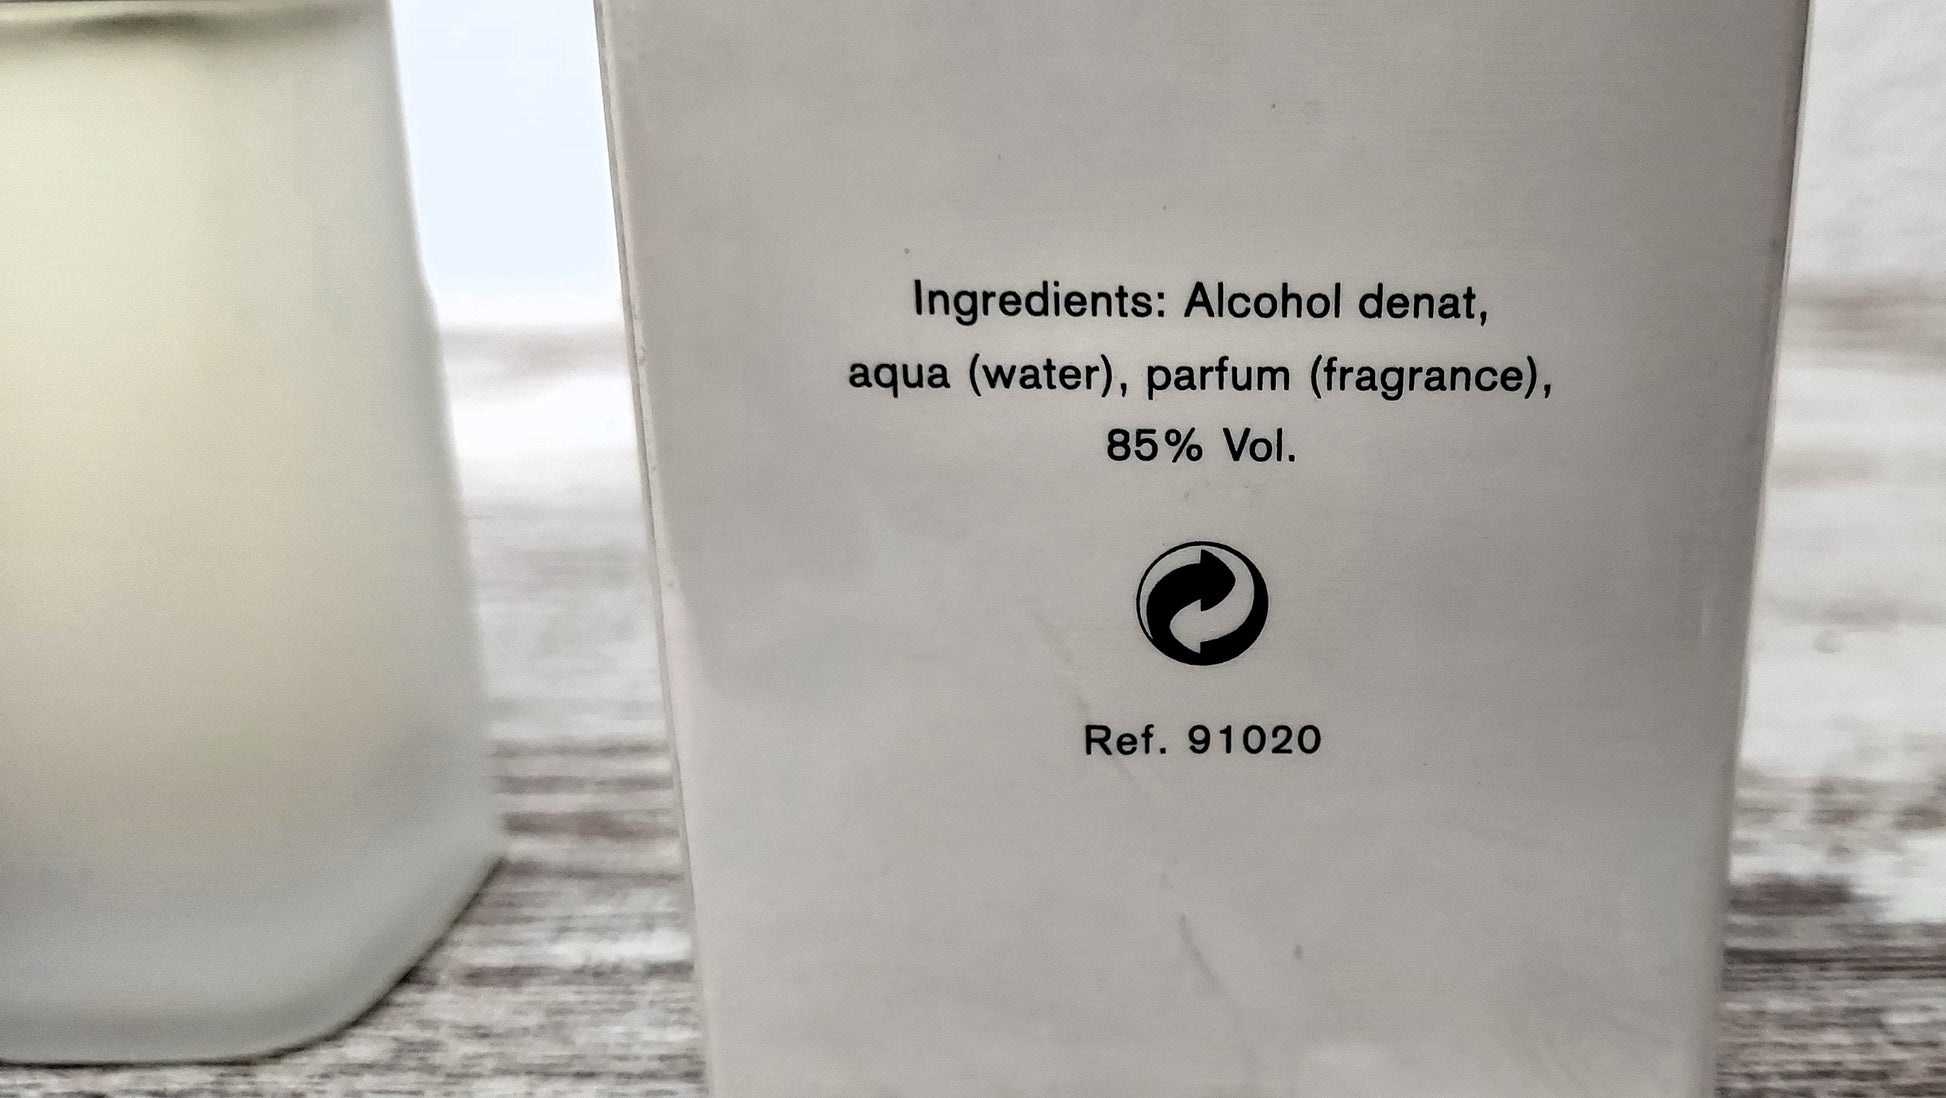 Ingredients: Alcohol denat,
aqua (water), parfum (fragrance),
85% Vol.
Ref. 91020